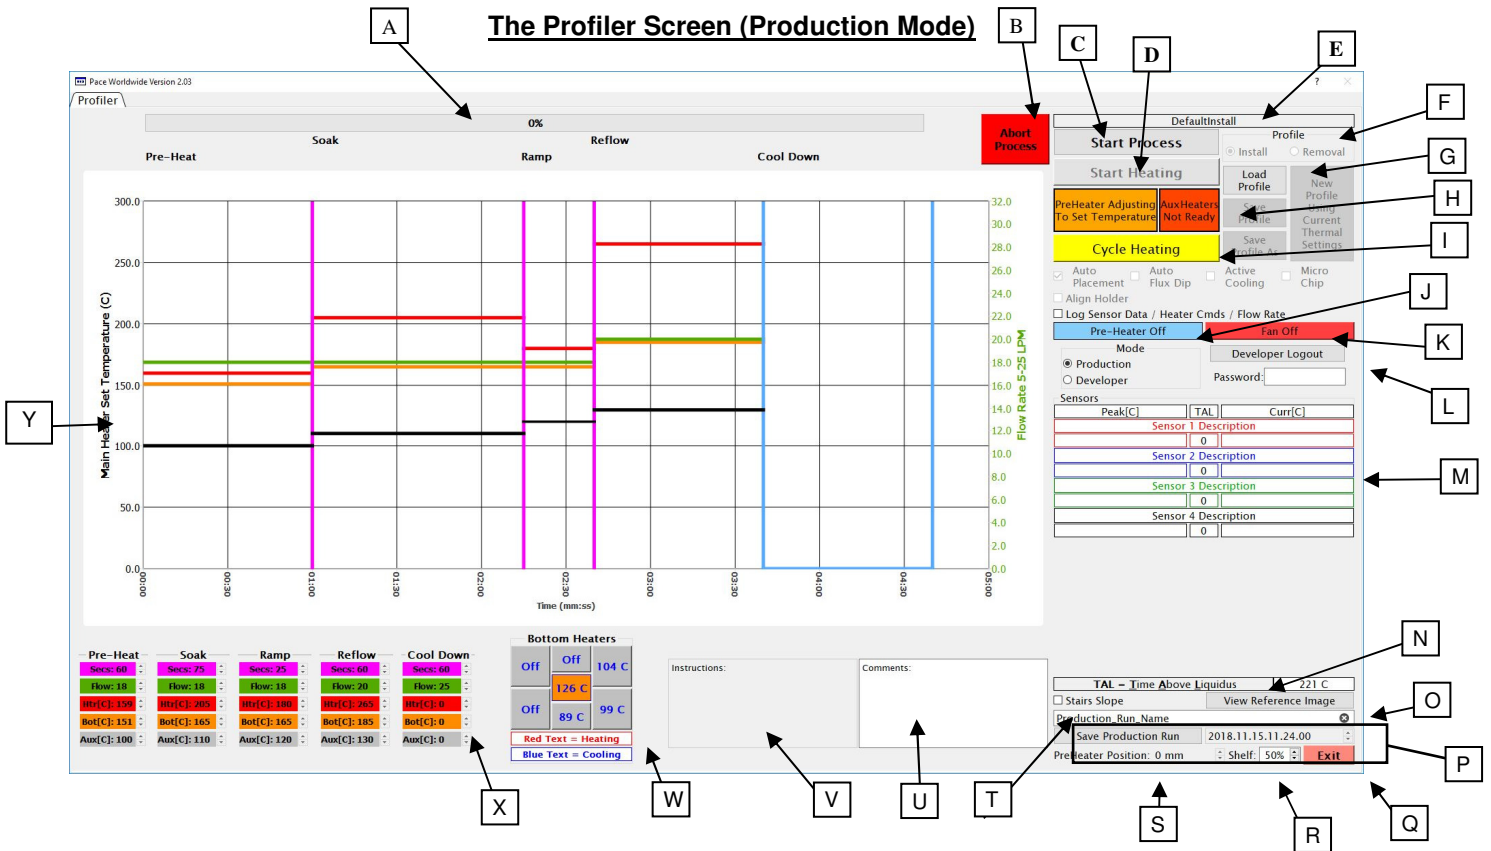 The Profiler Screen (Production Mode)
A
B
C
D
E
Pace Worldwide Version 2.03
?
Profiler
F
0%
Soak
Reflow
Pre-Heat
Ramp
Cool Down
Abort
Process
DefaultInstall
Start Process
Profile
Install
Removal
G
Start Heating
Load
Profile
New
Profile
Using
Current
Thermal
Settings
H
PreHeater Adjusting
To Set Temperature
AuxHeaters
Not Ready
Save
Profile
I
Cycle Heating
Save
Profile As
Auto
Placement
Auto
Flux Dip
Active
Cooling
Micro
Chip
J
Align Holder
Log Sensor Data / Heater Cmds / Flow Rate
Pre-Heater Off
Fan Off
K
Mode
Production
Developer
Developer Logout
Password:
L
Sensors
Peak[C]
TAL
Curr[C]
Sensor 1 Description
0
Sensor 2 Description
0
M
Sensor 3 Description
0
Sensor 4 Description
0
Main Heater Set Temperature (C)
300.0
250.0
200.0
150.0
100.0
50.0
0.0
Y
32.0
30.0
28.0
26.0
24.0
22.0
20.0
18.0
16.0
14.0
12.0
10.0
8.0
6.0
4.0
2.0
0.0
Flow Rate 5-25 LPM
00:00
00:30
01:00
01:30
02:00
02:30
03:00
03:30
04:00
04:30
05:00
Time (mm:ss)
Pre-Heat
Soak
Ramp
Reflow
Cool Down
Secs: 60
Secs: 75
Secs: 25
Secs: 60
Secs: 60
Flow: 18
Flow: 18
Flow: 18
Flow: 20
Flow: 25
Htr[C]: 159
Htr[C]: 205
Htr[C]: 180
Htr[C]: 265
Htr[C]: 0
Bot[C]: 151
Bot[C]: 165
Bot[C]: 165
Bot[C]: 185
Bot[C]: 0
Aux[C]: 100
Aux[C]: 110
Aux[C]: 120
Aux[C]: 130
Aux[C]: 0
X
Bottom Heaters
Off
Off
104 C
126 C
Off
89 C
99 C
Red Text = Heating
Blue Text = Cooling
W
Instructions:
V
Comments:
U
N
TAL – Time Above Liquidus
221 C
Stairs Slope
View Reference Image
O
Production_Run_Name
Save Production Run
2018.11.15.11.24.00
PreHeater Position: 0 mm
Shelf:
50%
Exit
P
T
S
R
Q